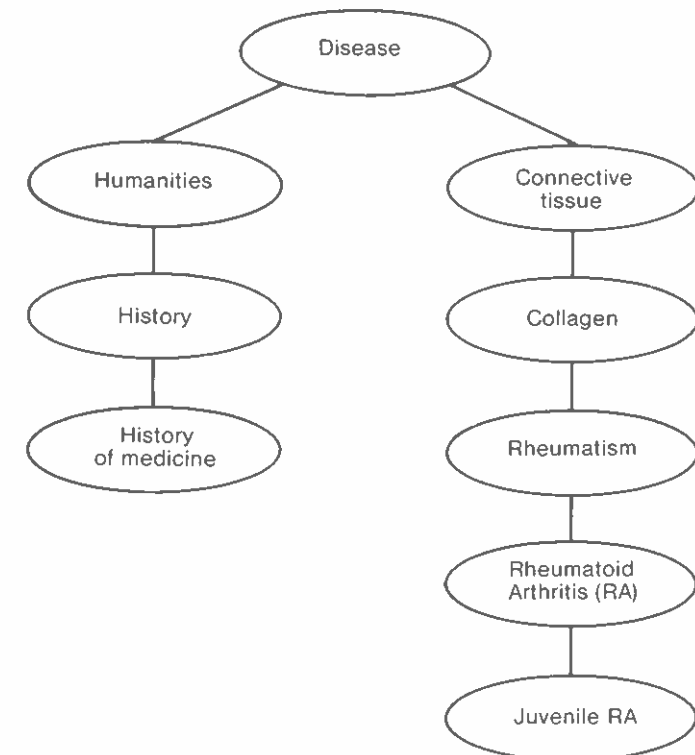 Disease
Humanities
Connective
tissue
History
Collagen
History
of medicine
Rheumatism
Rheumatoid
Arthritis (RA)
Juvenile RA